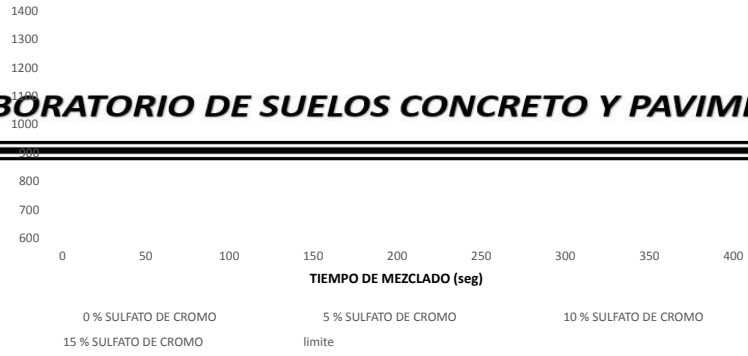 1400
1300
1200
1100
BORATORIO DE SUELOS CONCRETO Y PAVIM
1000
900
800
700
600
0 50 100 150 200 250 300 350 400
TIEMPO DE MEZCLADO (seg)
0 % SULFATO DE CROMO 5 % SULFATO DE CROMO 10 % SULFATO DE CROMO
15 % SULFATO DE CROMO limite